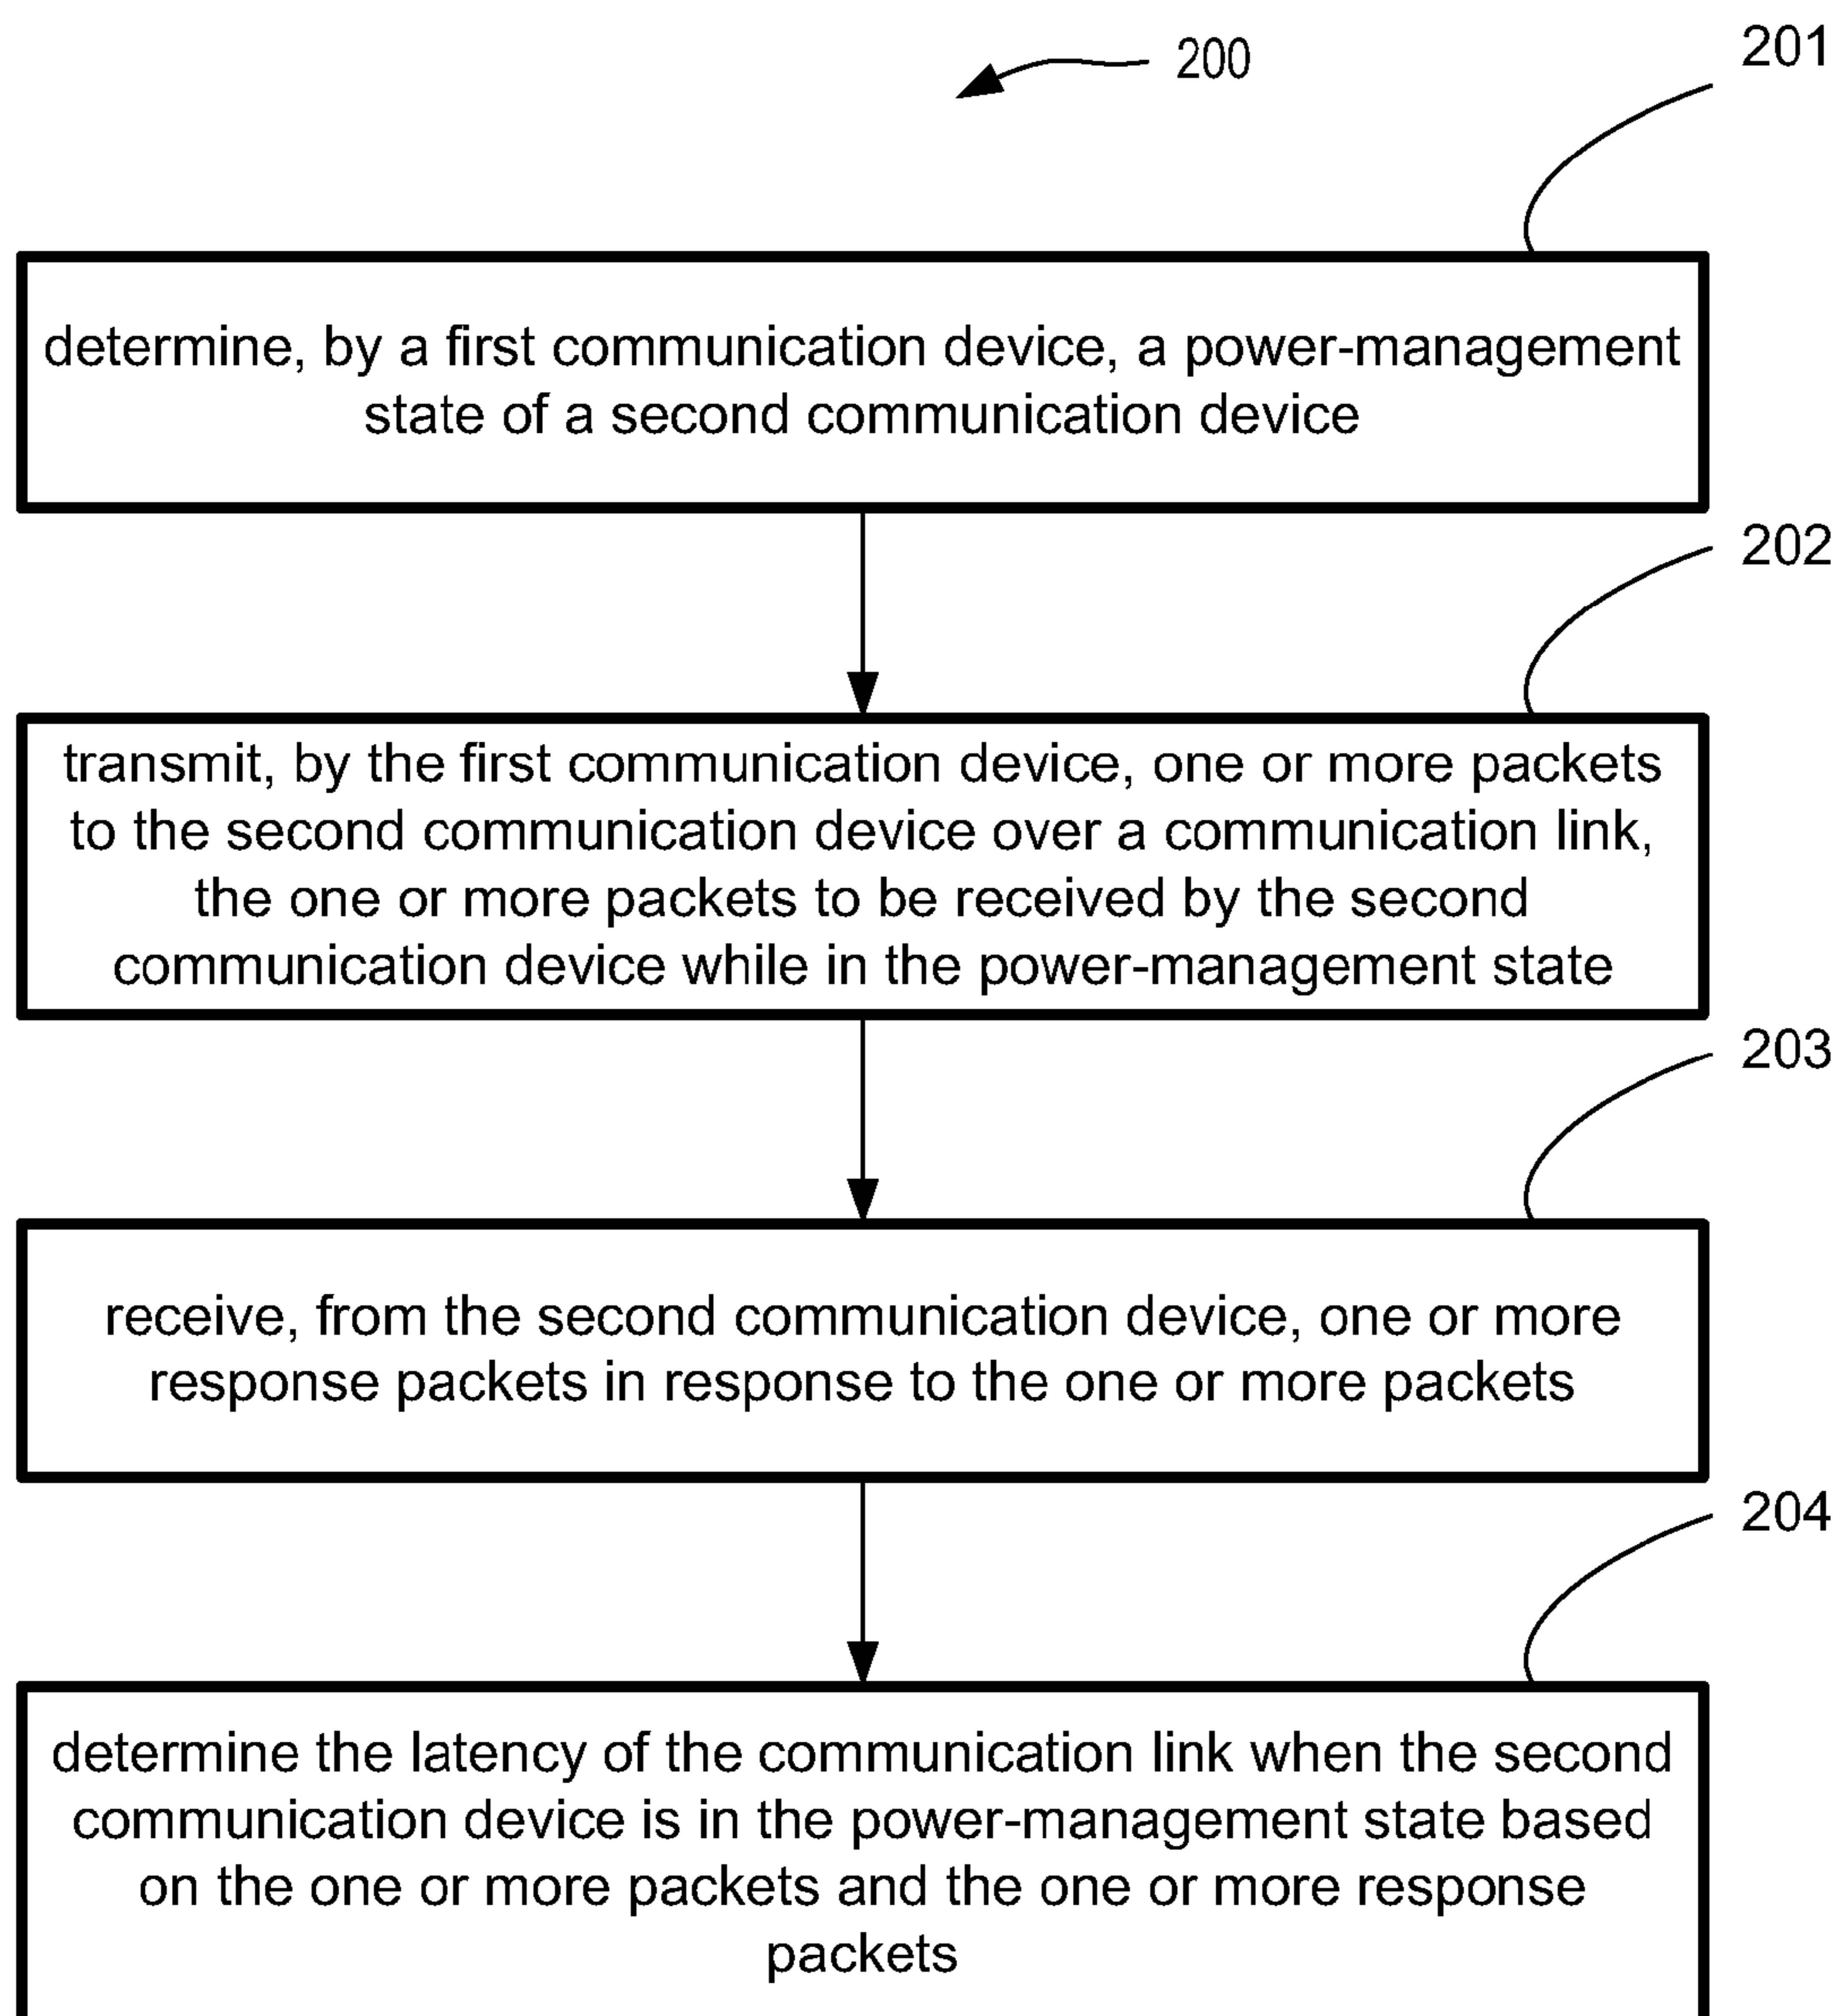 200
201
determine, by a first communication device, a power-management
state of a second communication device
202
transmit, by the first communication device, one or more packets
to the second communication device over a communication link,
the one or more packets to be received by the second
communication device while in the power-management state
203
receive, from the second communication device, one or more
response packets in response to the one or more packets
204
determine the latency of the communication link when the second
communication device is in the power-management state based
on the one or more packets and the one or more response
packets